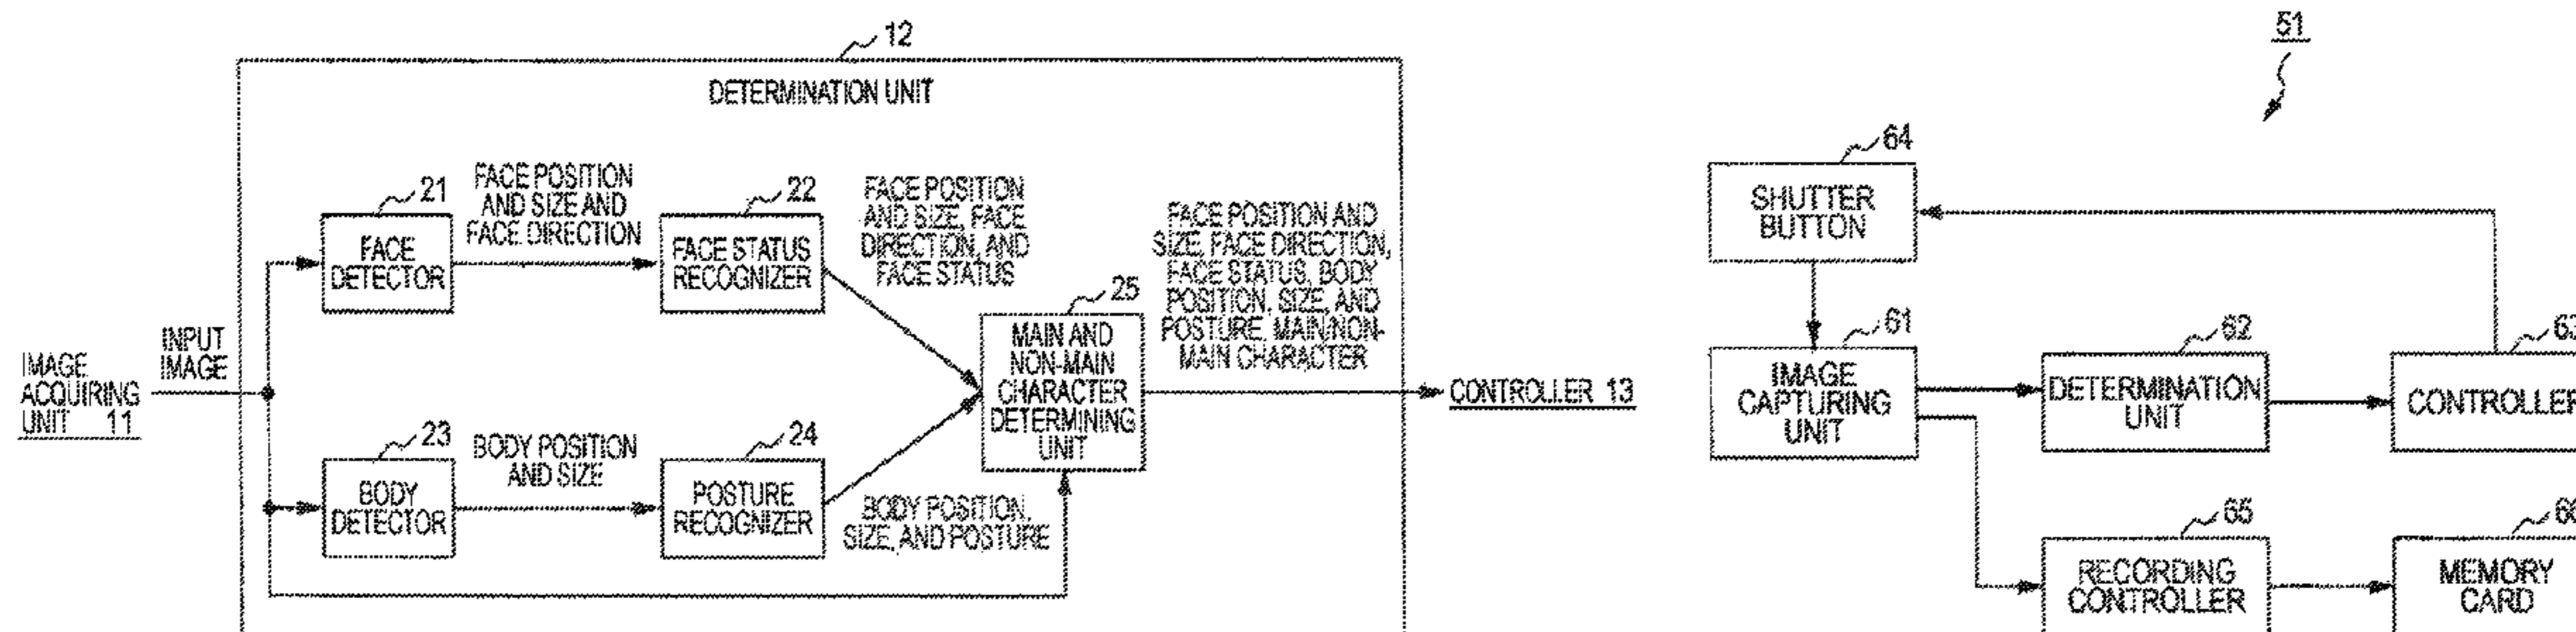 12
DETERMINATION UNIT
IMAGE
ACQUIRING
UNIT 11
INPUT
IMAGE
21
FACE
DETECTOR
FACE POSITION
AND SIZE AND
FACE DIRECTION
22
FACE STATUS
RECOGNIZER
FACE POSITION
AND SIZE, FACE
DIRECTION, AND
FACE STATUS
23
BODY
DETECTOR
BODY POSITION
AND SIZE
24
POSTURE
RECOGNIZER
BODY POSITION,
SIZE, AND POSTURE
25
MAIN AND
NON-MAIN
CHARACTER
DETERMINING
UNIT
FACE POSITION AND
SIZE, FACE DIRECTION,
FACE STATUS, BODY
POSITION, SIZE, AND
POSTURE, MAIN/NON-
MAIN CHARACTER
CONTROLLER 13
51
64
SHUTTER
BUTTON
61
IMAGE
CAPTURING
UNIT
62
DETERMINATION
UNIT
63
CONTROLLER
65
RECORDING
CONTROLLER
66
MEMORY
CARD